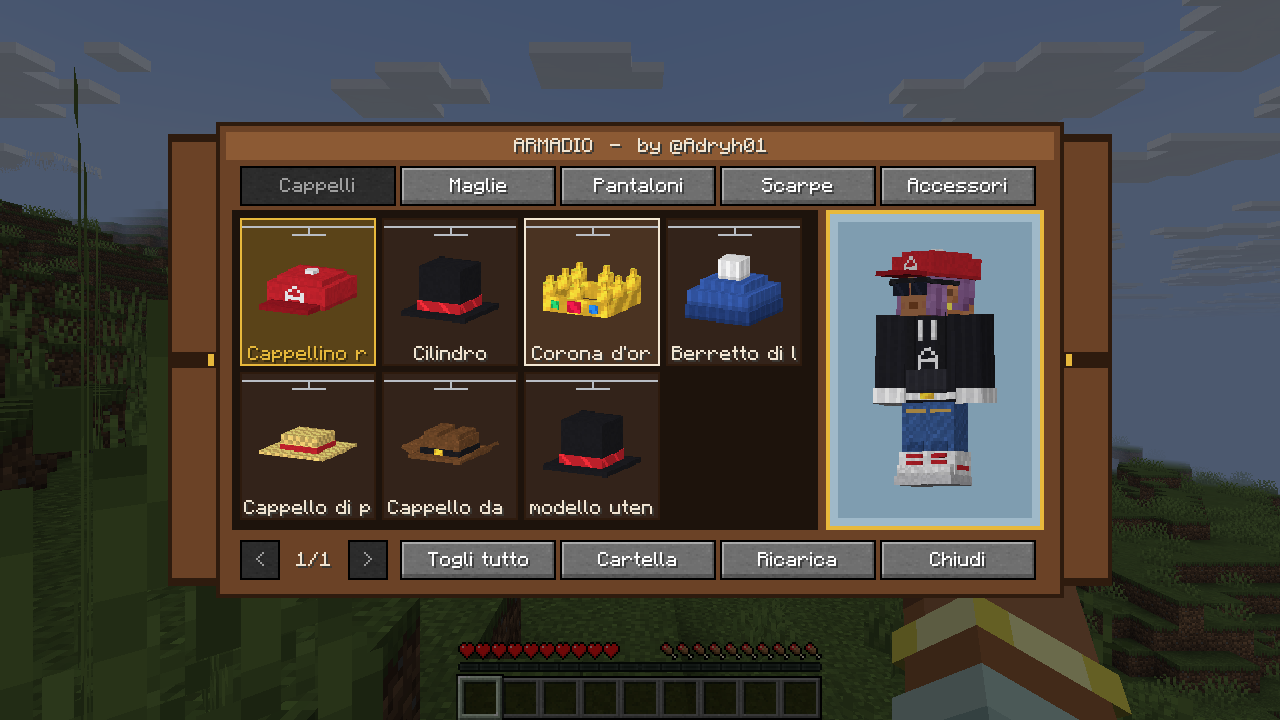 ARMADIO - by @Adryh01
Cappelli
Maglie
Pantaloni
Scarpe
Accessori
Cappellino r
Cilindro
Corona d'or
Berretto di l
Cappello di p
Cappello da
modello uten
< 1/1 >
Togli tutto
Cartella
Ricarica
Chiudi